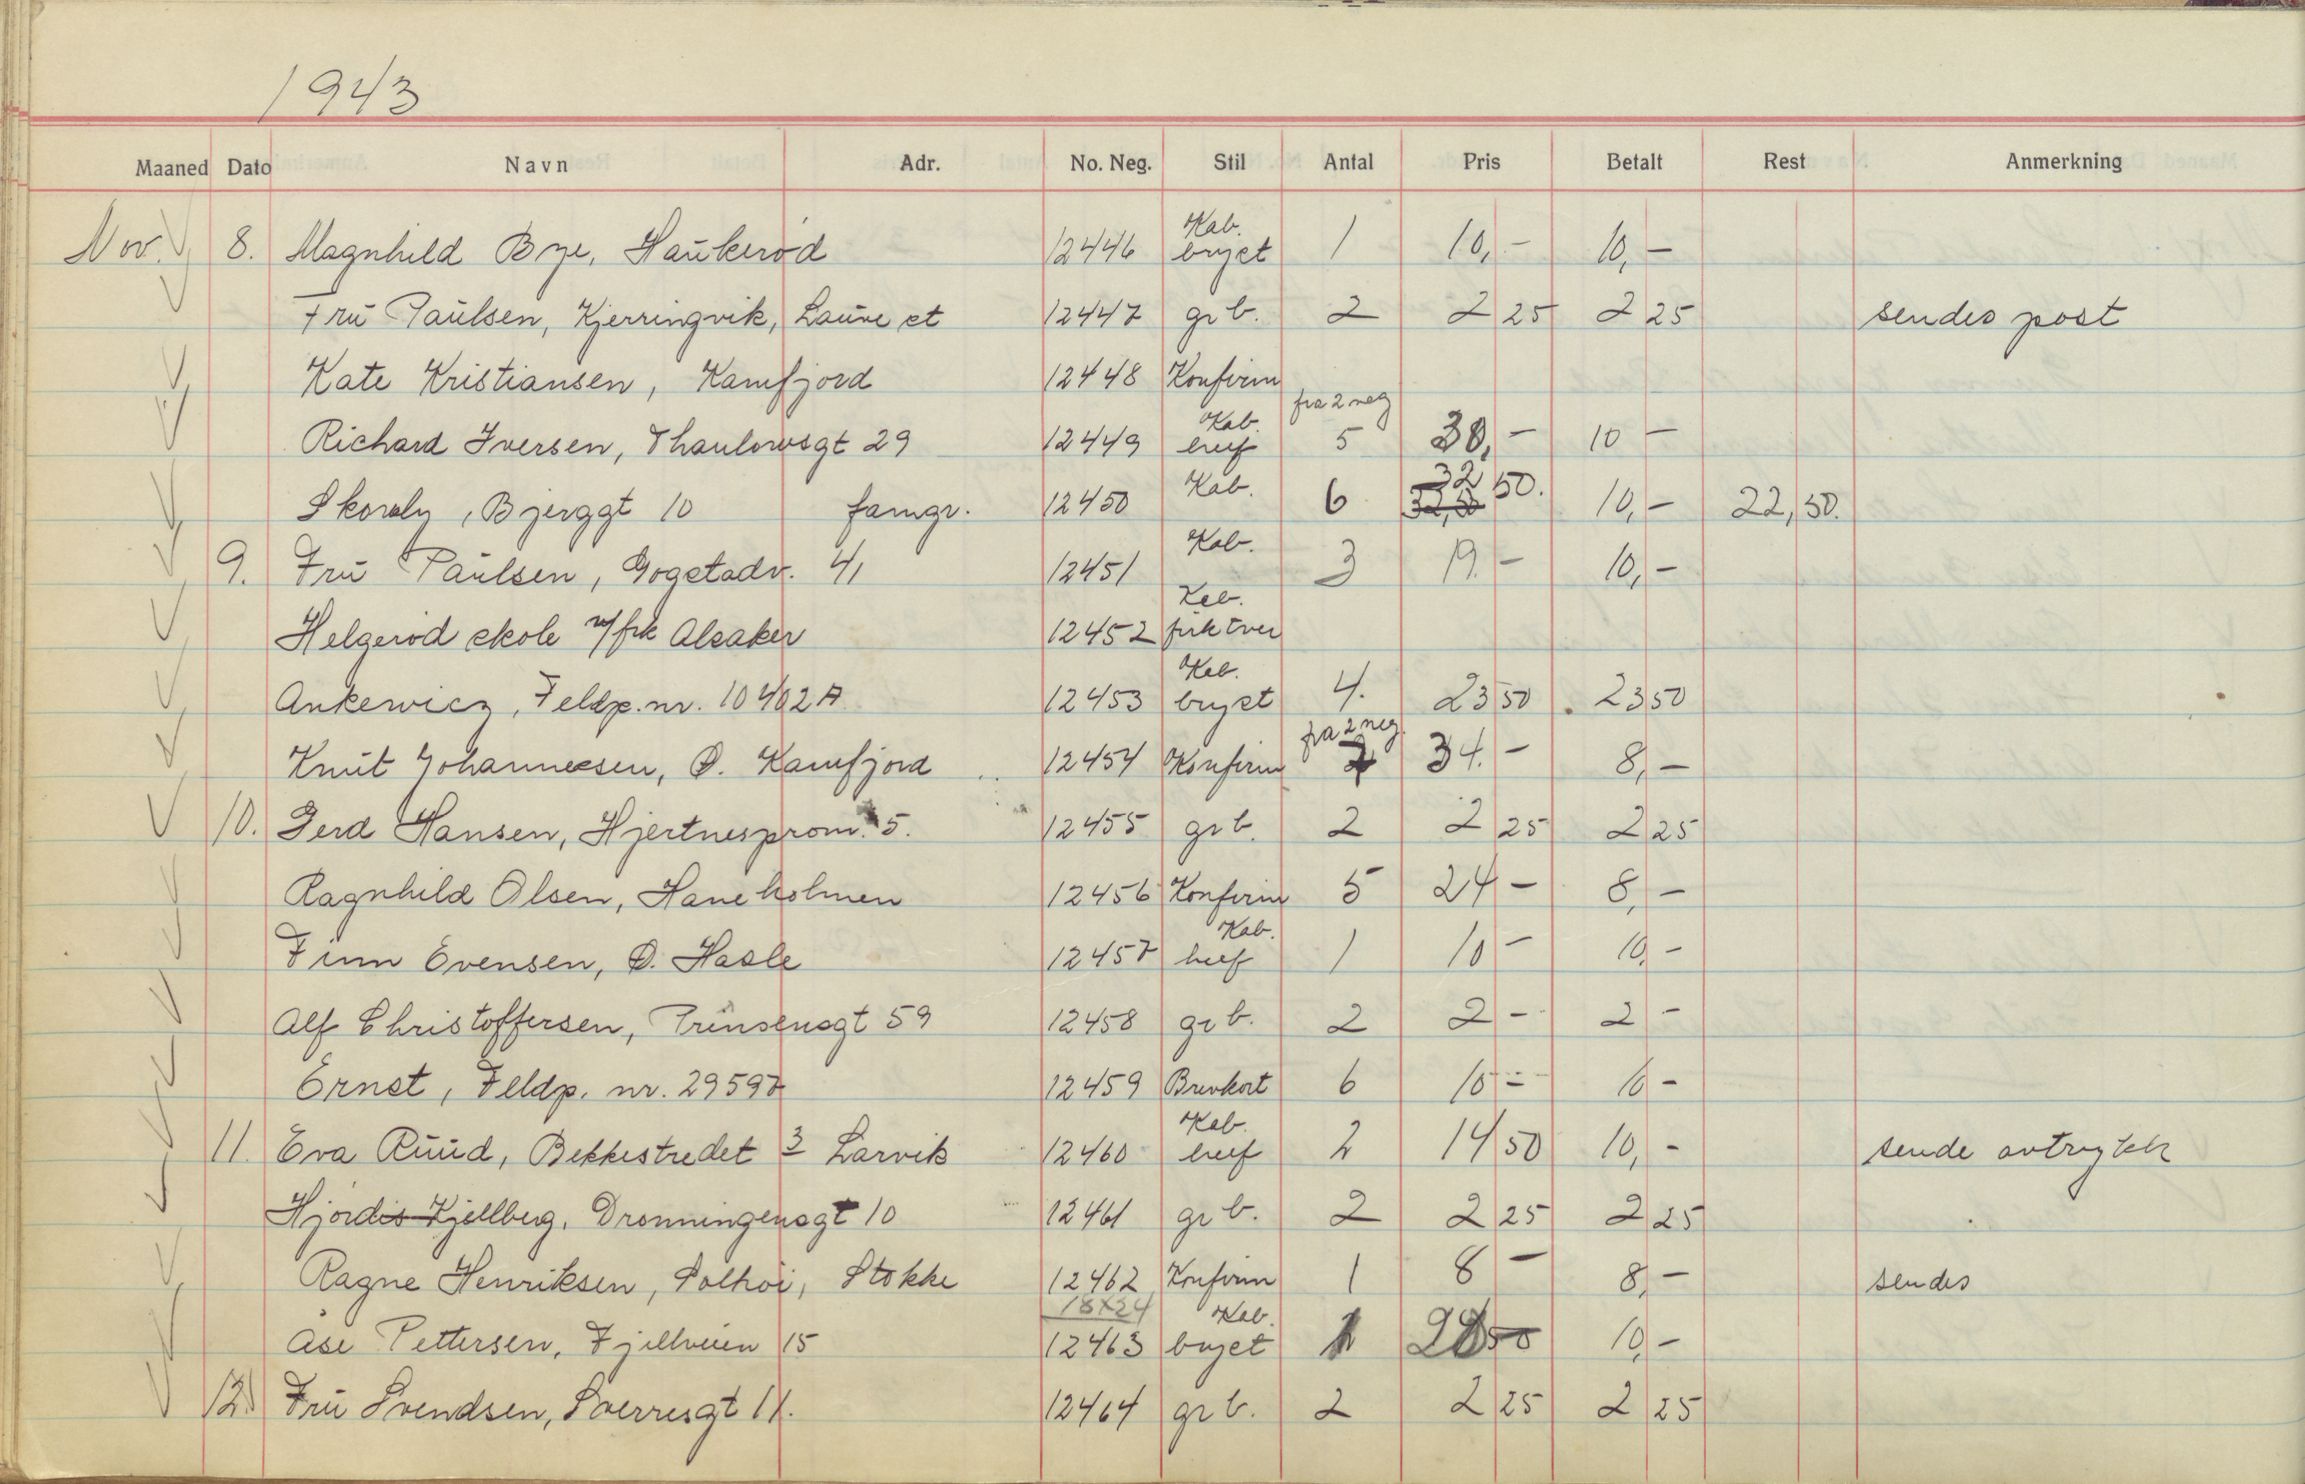 1943
Maaned Dato Navn Adr. No. Neg. Stil Antal Pris Betalt Rest Anmerkning
Nov. 8. Magnhild Bye, Haukerød 12446 Kab. bryst 1 10,- 10,-
Fru Paulsen, Kjerringvik, Lauve st 12447 gr b. 2 2 25 2 25 sendes post
Kate Kristiansen, Kamfjord 12448 Konfirm
Richard Iversen, Thaulowsgt 29 12449 Kab. fra 2 neg 5 30,- 10 -
Skoraly, Bjerggt 10 famgr. 12450 Kab. 6 32,50 32 50. 10,- 22,50.
9. Fru Paulsen, Gogstadv. 41 12451 Kab. 3 19.- 10,-
Helgerød skole v/frk Alsaker 12452 Kab.
Ankewicz, Feldp.nr. 10402A 12453 Kab. bryst 4. 23 50 23 50
Knut Johannessen, Ø. Kamfjord 12454 Konfirm fra 2 neg. 7 34.- 8,-
10. Gerd Hansen, Hjertnesprom. 5. 12455 gr b. 2 2 25 2 25
Ragnhild Olsen, Haneholmen 12456 Konfirm 5 24 - 8,-
Finn Evensen, Ø. Hasle 12457 Kab. 1 10 - 10,-
Alf Christoffersen, Prinsensgt 59 12458 gr b. 2 2 - 2 -
Ernst, Feldp. nr. 29597 12459 Brevkort 6 10 - 10 -
11. Eva Ruud, Bekkestredet 3 Larvik 12460 Kab. 2 14 50 10,- sende avtrykk
Hjørdis Kjellberg, Dronningensgt 10 12461 gr b. 2 2 25 2 25
Ragne Henriksen, Solhøi, Stokke 12462 Konfirm 1 8 - 8,- sendes
18x24
Åse Pettersen, Fjellveien 15 12463 Kab. bryst 1 10,-
12. Fru Svendsen, Sverresgt 11. 12464 gr b. 2 2 25 2 25